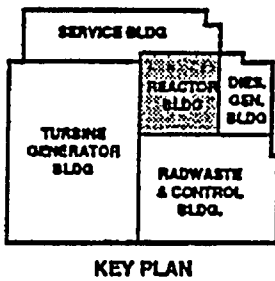 SERVICE BLDG
REACTOR
BLDG
DIES.
GEN.
BLDG
TURBINE
GENERATOR
BLDG
RADWASTE
& CONTROL
BLDG.
KEY PLAN